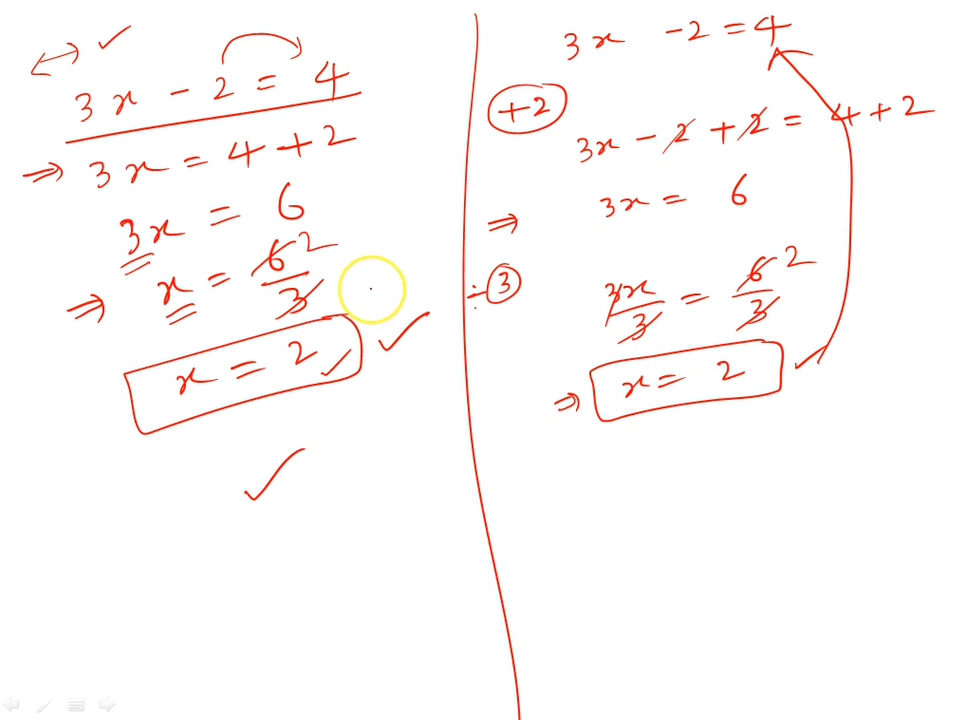 3x - 2 = 4
⇒ 3x = 4 + 2
3x = 6
⇒ x = 6/3 2
x = 2
3x - 2 = 4
+2
3x - 2 + 2 = 4 + 2
⇒ 3x = 6
÷ 3
3x/3 = 6/3 2
⇒ x = 2